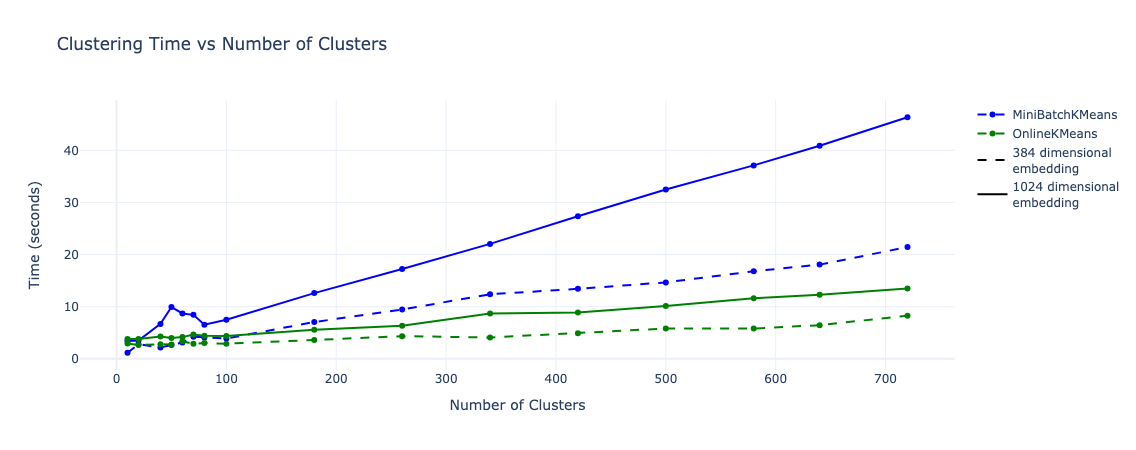 Clustering Time vs Number of Clusters
MiniBatchKMeans
OnlineKMeans
384 dimensional
embedding
1024 dimensional
embedding
Time (seconds)
40
30
20
10
0
0 100 200 300 400 500 600 700
Number of Clusters